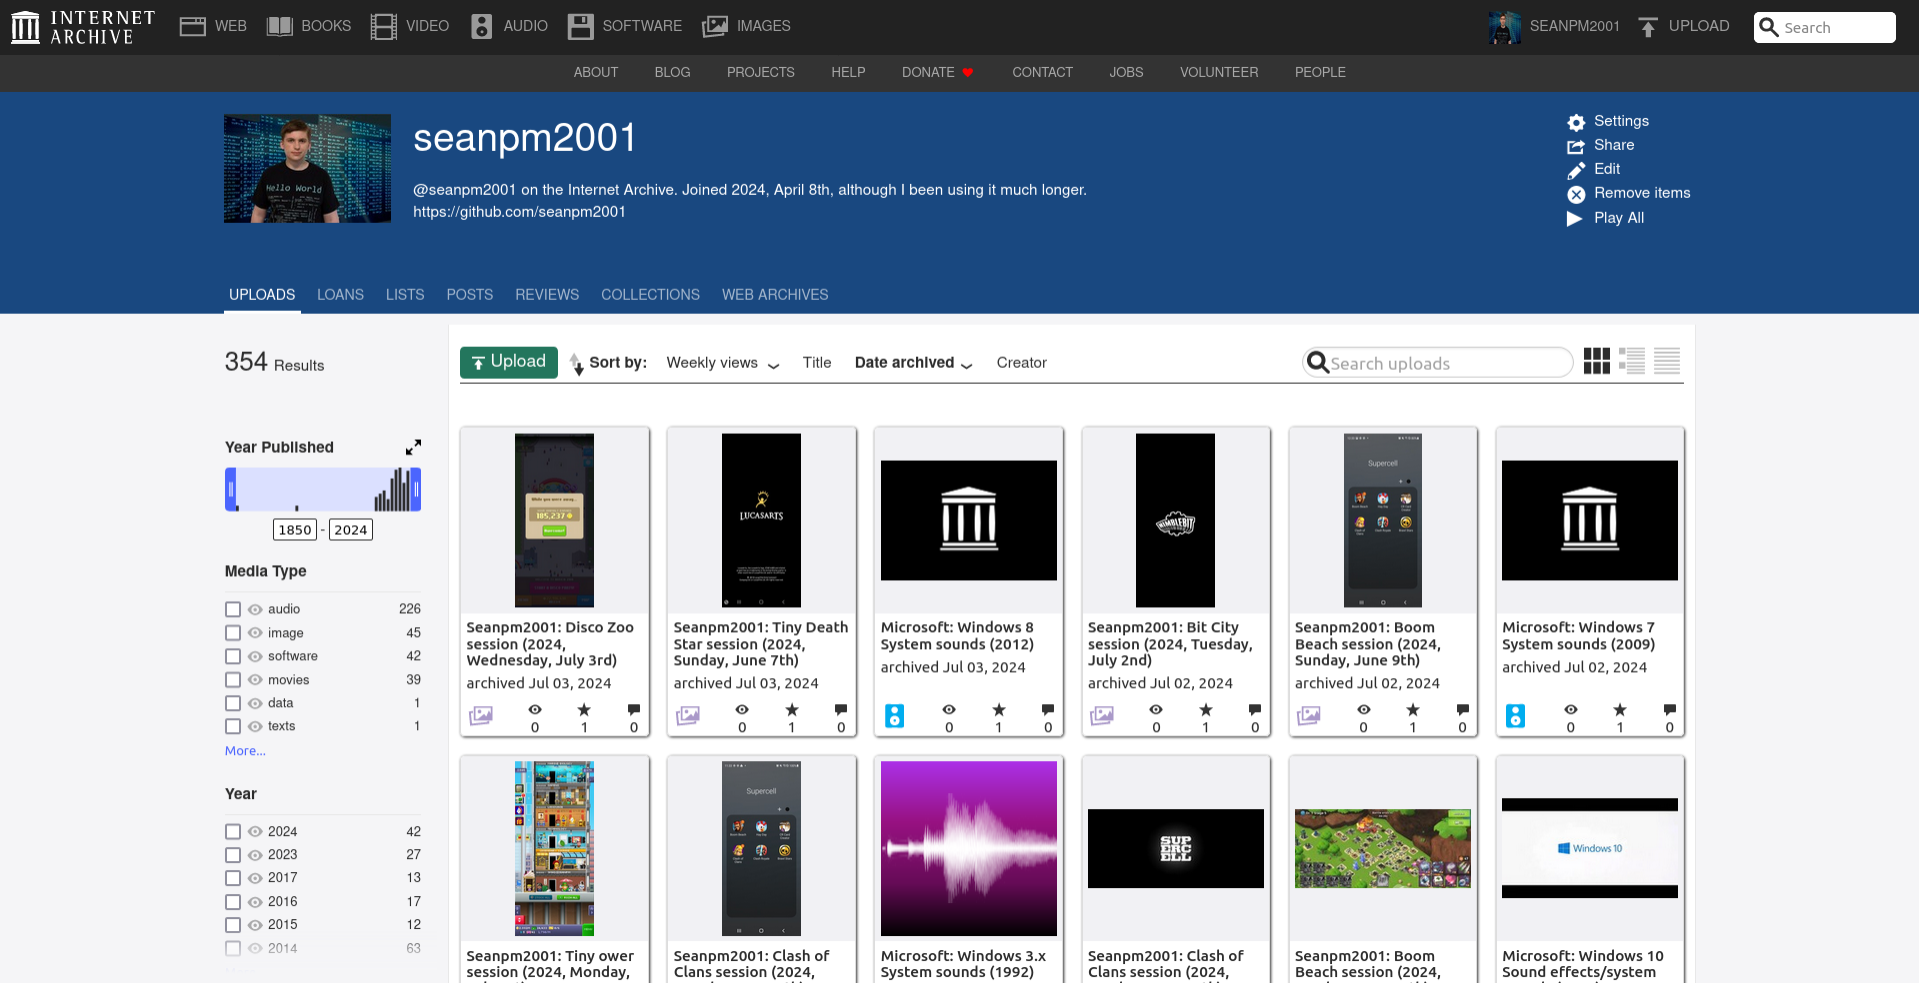 INTERNET ARCHIVE
WEB BOOKS VIDEO AUDIO SOFTWARE IMAGES SEANPM2001 UPLOAD Search
ABOUT BLOG PROJECTS HELP DONATE CONTACT JOBS VOLUNTEER PEOPLE
Hello World
seanpm2001
@seanpm2001 on the Internet Archive. Joined 2024, April 8th, although I been using it much longer.
https://github.com/seanpm2001
Settings
Share
Edit
Remove items
Play All
UPLOADS LOANS LISTS POSTS REVIEWS COLLECTIONS WEB ARCHIVES
354 Results
Year Published
1850 - 2024
Media Type
audio 226
image 45
software 42
movies 39
data 1
texts 1
More...
Year
2024 42
2023 27
2017 13
2016 17
2015 12
2014 63
Upload Sort by: Weekly views Title Date archived Creator Search uploads
While you were away...
185,237
Seanpm2001: Disco Zoo
session (2024,
Wednesday, July 3rd)
archived Jul 03, 2024
0 1 0
LUCASARTS
Seanpm2001: Tiny Death
Star session (2024,
Sunday, June 7th)
archived Jul 03, 2024
0 1 0
Microsoft: Windows 8
System sounds (2012)
archived Jul 03, 2024
0 1 0
NIMBLEBIT
Seanpm2001: Bit City
session (2024, Tuesday,
July 2nd)
archived Jul 02, 2024
0 1 0
Supercell
Seanpm2001: Boom
Beach session (2024,
Sunday, June 9th)
archived Jul 02, 2024
0 1 0
Microsoft: Windows 7
System sounds (2009)
archived Jul 02, 2024
0 1 0
Seanpm2001: Tiny ower
session (2024, Monday,
Supercell
Seanpm2001: Clash of
Clans session (2024,
Microsoft: Windows 3.x
System sounds (1992)
SUP
ERC
ELL
Seanpm2001: Clash of
Clans session (2024,
Seanpm2001: Boom
Beach session (2024,
Windows 10
Microsoft: Windows 10
Sound effects/system